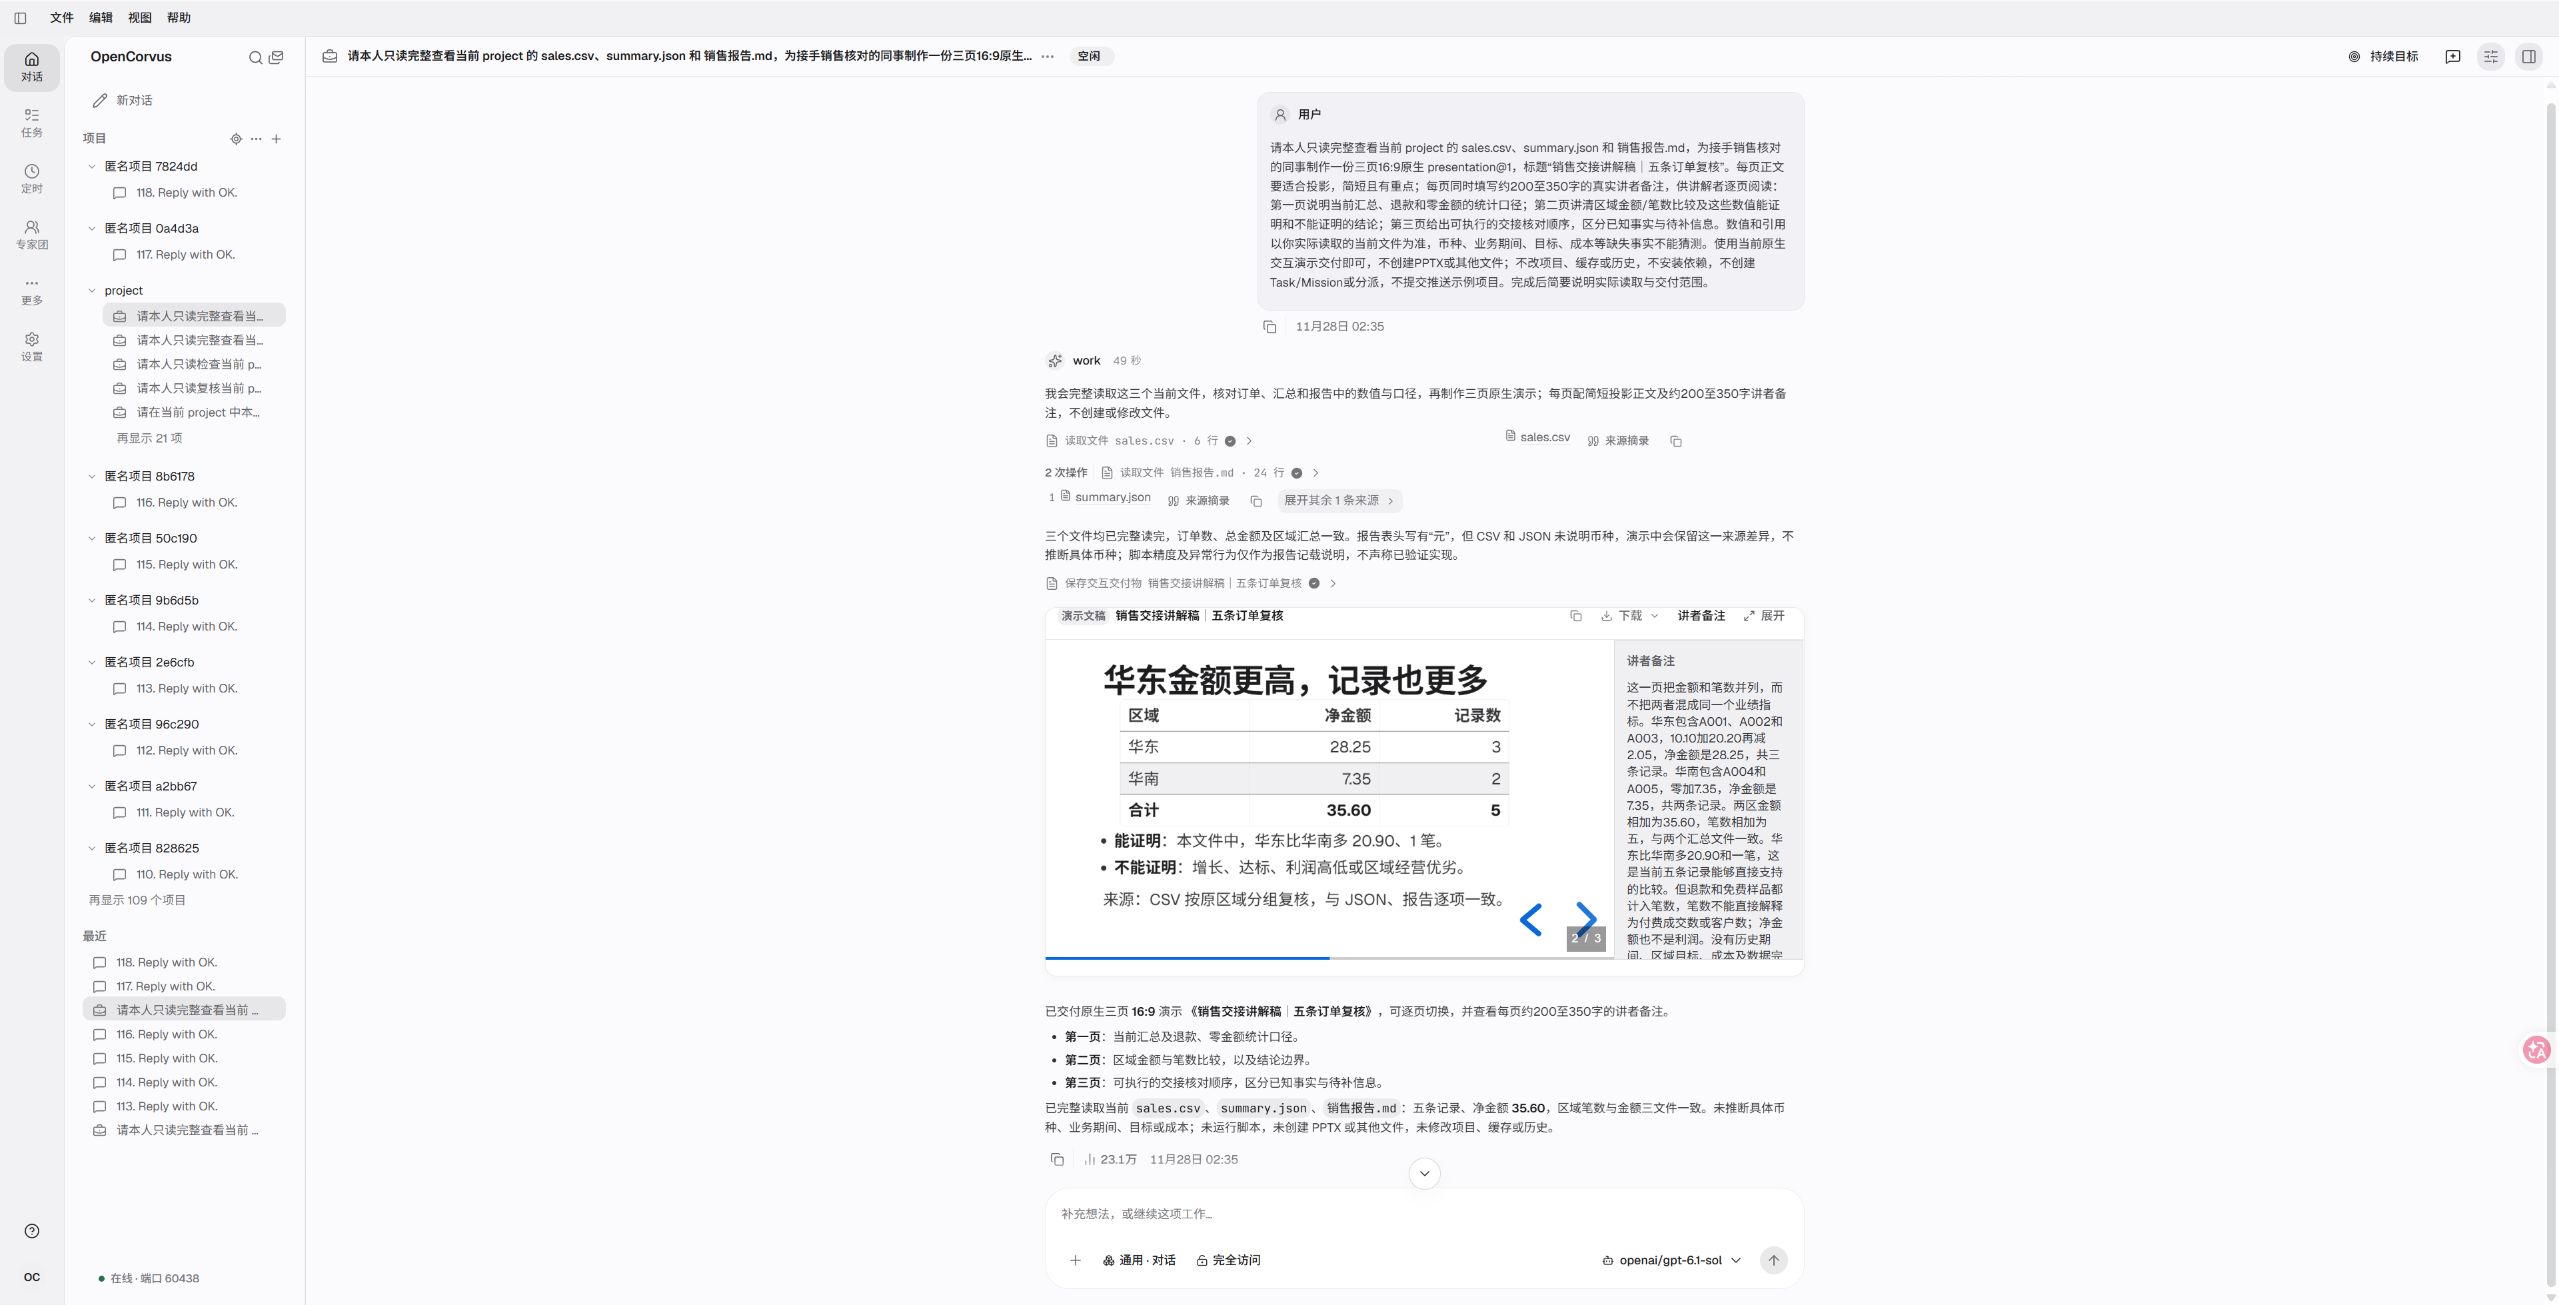 文件 编辑 视图 帮助
对话
任务
定时
专家团
更多
设置
OC
OpenCorvus
新对话
项目
匿名项目 7824dd
118. Reply with OK.
匿名项目 0a4d3a
117. Reply with OK.
project
请本人只读完整查看当...
请本人只读完整查看当...
请本人只读检查当前 p...
请本人只读复核当前 p...
请在当前 project 中本...
再显示 21 项
匿名项目 8b6178
116. Reply with OK.
匿名项目 50c190
115. Reply with OK.
匿名项目 9b6d5b
114. Reply with OK.
匿名项目 2e6cfb
113. Reply with OK.
匿名项目 96c290
112. Reply with OK.
匿名项目 a2bb67
111. Reply with OK.
匿名项目 828625
110. Reply with OK.
再显示 109 个项目
最近
118. Reply with OK.
117. Reply with OK.
请本人只读完整查看当前 ...
116. Reply with OK.
115. Reply with OK.
114. Reply with OK.
113. Reply with OK.
请本人只读完整查看当前 ...
在线 · 端口 60438
请本人只读完整查看当前 project 的 sales.csv、summary.json 和 销售报告.md，为接手销售核对的同事制作一份三页16:9原生... ··· 空闲
持续目标
用户
请本人只读完整查看当前 project 的 sales.csv、summary.json 和 销售报告.md，为接手销售核对
的同事制作一份三页16:9原生 presentation@1，标题“销售交接讲解稿｜五条订单复核”。每页正文
要适合投影，简短且有重点；每页同时填写约200至350字的真实讲者备注，供讲解者逐页阅读：
第一页说明当前汇总、退款和零金额的统计口径；第二页讲清区域金额/笔数比较及这些数值能证
明和不能证明的结论；第三页给出可执行的交接核对顺序，区分已知事实与待补信息。数值和引用
以你实际读取的当前文件为准，币种、业务期间、目标、成本等缺失事实不能猜测。使用当前原生
交互演示交付即可，不创建PPTX或其他文件；不改项目、缓存或历史，不安装依赖，不创建
Task/Mission或分派，不提交推送示例项目。完成后简要说明实际读取与交付范围。
11月28日 02:35
work 49 秒
我会完整读取这三个当前文件，核对订单、汇总和报告中的数值与口径，再制作三页原生演示；每页配简短投影正文及约200至350字讲者备
注，不创建或修改文件。
读取文件 sales.csv · 6 行 sales.csv 来源摘录
2 次操作 读取文件 销售报告.md · 24 行
1 summary.json 来源摘录 展开其余 1 条来源
三个文件均已完整读完，订单数、总金额及区域汇总一致。报告表头写有“元”，但 CSV 和 JSON 未说明币种，演示中会保留这一来源差异，不
推断具体币种；脚本精度及异常行为仅作为报告记载说明，不声称已验证实现。
保存交互交付物 销售交接讲解稿｜五条订单复核
演示文稿 销售交接讲解稿｜五条订单复核 下载 讲者备注 展开
华东金额更高，记录也更多
区域 净金额 记录数
华东 28.25 3
华南 7.35 2
合计 35.60 5
• 能证明：本文件中，华东比华南多 20.90、1 笔。
• 不能证明：增长、达标、利润高低或区域经营优劣。
来源：CSV 按原区域分组复核，与 JSON、报告逐项一致。
2 / 3
讲者备注
这一页把金额和笔数并列，而
不把两者混成同一个业绩指
标。华东包含A001、A002和
A003，10.10加20.20再减
2.05，净金额是28.25，共三
条记录。华南包含A004和
A005，零加7.35，净金额是
7.35，共两条记录。两区金额
相加为35.60，笔数相加为
五，与两个汇总文件一致。华
东比华南多20.90和一笔，这
是当前五条记录能够直接支持
的比较。但退款和免费样品都
计入笔数，笔数不能直接解释
为付费成交数或客户数；净金
额也不是利润。没有历史期
间、区域目标、成本及数据完
已交付原生三页 16:9 演示 《销售交接讲解稿｜五条订单复核》，可逐页切换，并查看每页约200至350字的讲者备注。
• 第一页：当前汇总及退款、零金额统计口径。
• 第二页：区域金额与笔数比较，以及结论边界。
• 第三页：可执行的交接核对顺序，区分已知事实与待补信息。
已完整读取当前 sales.csv、summary.json、销售报告.md：五条记录、净金额 35.60，区域笔数与金额三文件一致。未推断具体币
种、业务期间、目标或成本；未运行脚本，未创建 PPTX 或其他文件，未修改项目、缓存或历史。
23.1万 11月28日 02:35
补充想法，或继续这项工作...
通用 · 对话 完全访问 openai/gpt-6.1-sol